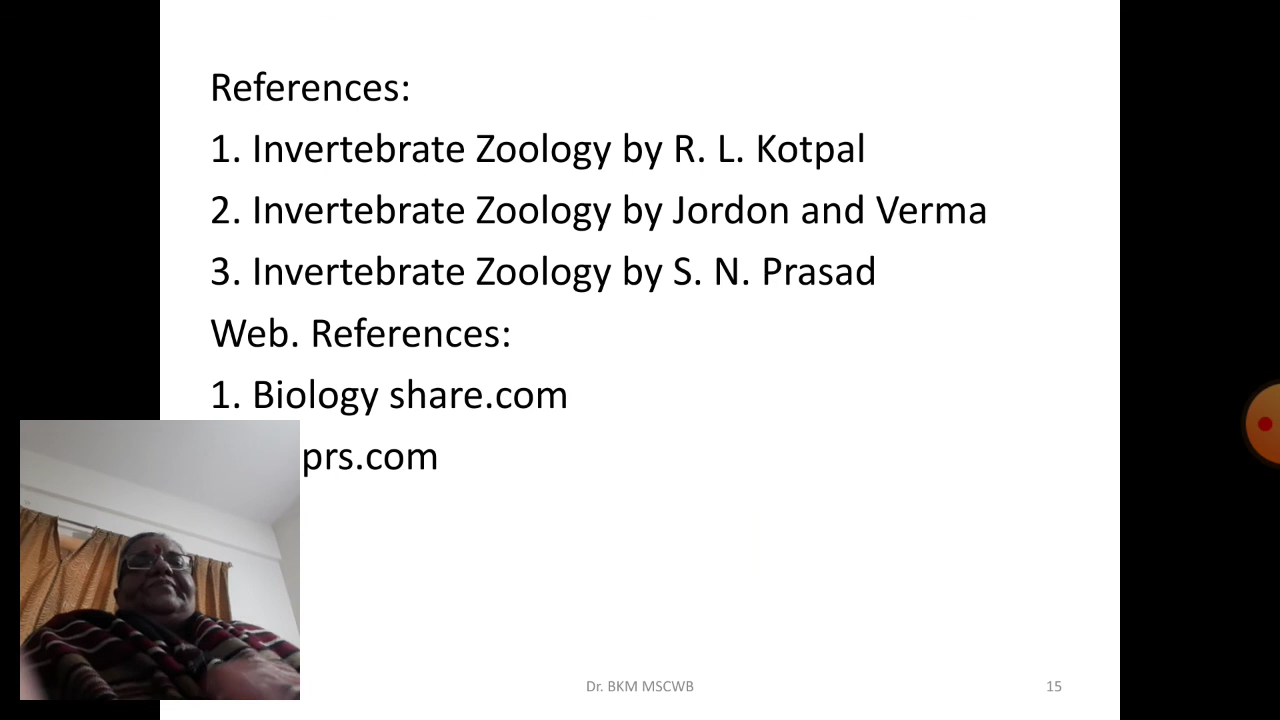 References:
1. Invertebrate Zoology by R. L. Kotpal
2. Invertebrate Zoology by Jordon and Verma
3. Invertebrate Zoology by S. N. Prasad
Web. References:
1. Biology share.com
prs.com
Dr. BKM MSCWB
15